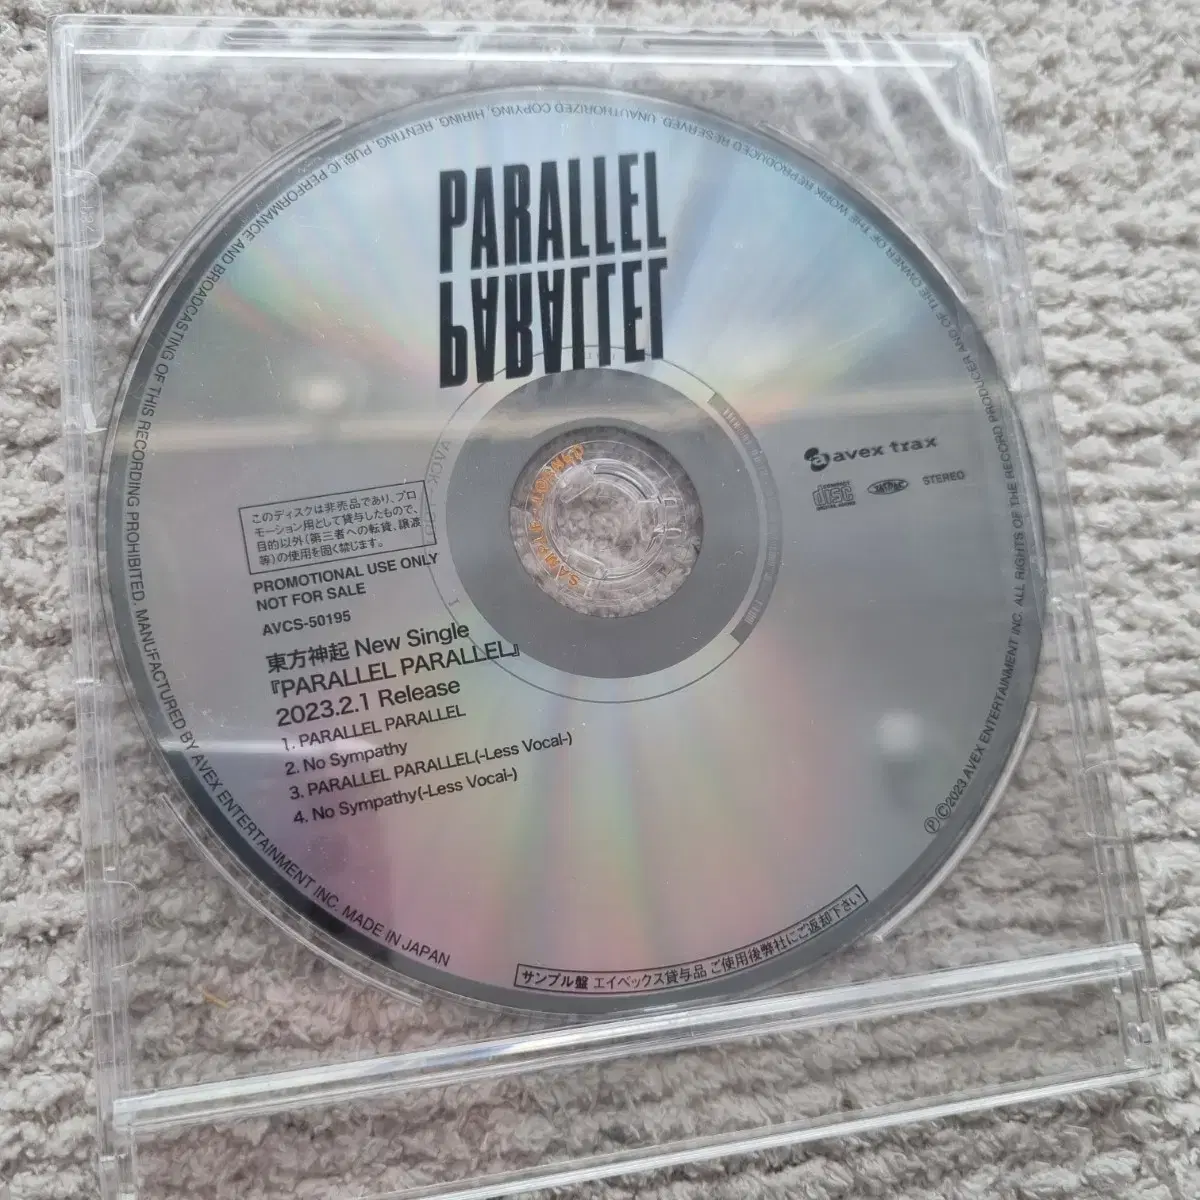 PARALLEL
PARALLEL
avex trax
COMPACT
disc
DIGITAL AUDIO
STEREO
このディスクは非売品であり、プロ
モーション用として貸与したもので、
目的以外(第三者への転貸、譲渡
等)の使用を固く禁じます。
PROMOTIONAL USE ONLY
NOT FOR SALE
AVCS-50195
東方神起 New Single
『PARALLEL PARALLEL』
2023.2.1 Release
1. PARALLEL PARALLEL
2. No Sympathy
3. PARALLEL PARALLEL(-Less Vocal-)
4. No Sympathy(-Less Vocal-)
サンプル盤 エイベックス貸与品 ご使用後弊社にご返却下さい
Ⓟ©2023 AVEX ENTERTAINMENT INC. ALL RIGHTS OF THE RECORD PRODUCER AND OF THE OWNER OF THE WORK REPRODUCED RESERVED. UNAUTHORIZED COPYING, HIRING, RENTING, PUBLIC PERFORMANCE AND BROADCASTING OF THIS RECORDING PROHIBITED. MANUFACTURED BY AVEX ENTERTAINMENT INC. MADE IN JAPAN